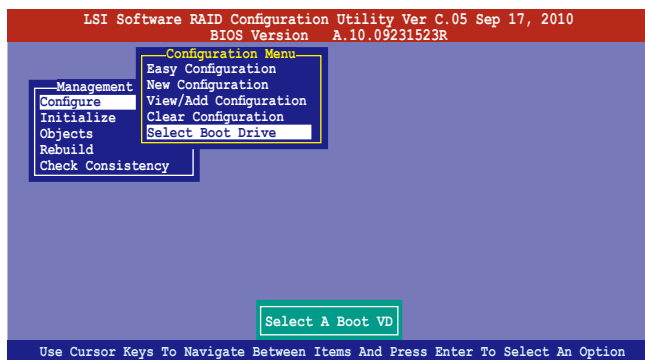 LSI Software RAID Configuration Utility Ver C.05 Sep 17, 2010
BIOS Version A.10.09231523R
Configuration Menu
Easy Configuration
New Configuration
View/Add Configuration
Clear Configuration
Select Boot Drive
Management
Configure
Initialize
Objects
Rebuild
Check Consistency
Select A Boot VD
Use Cursor Keys To Navigate Between Items And Press Enter To Select An Option